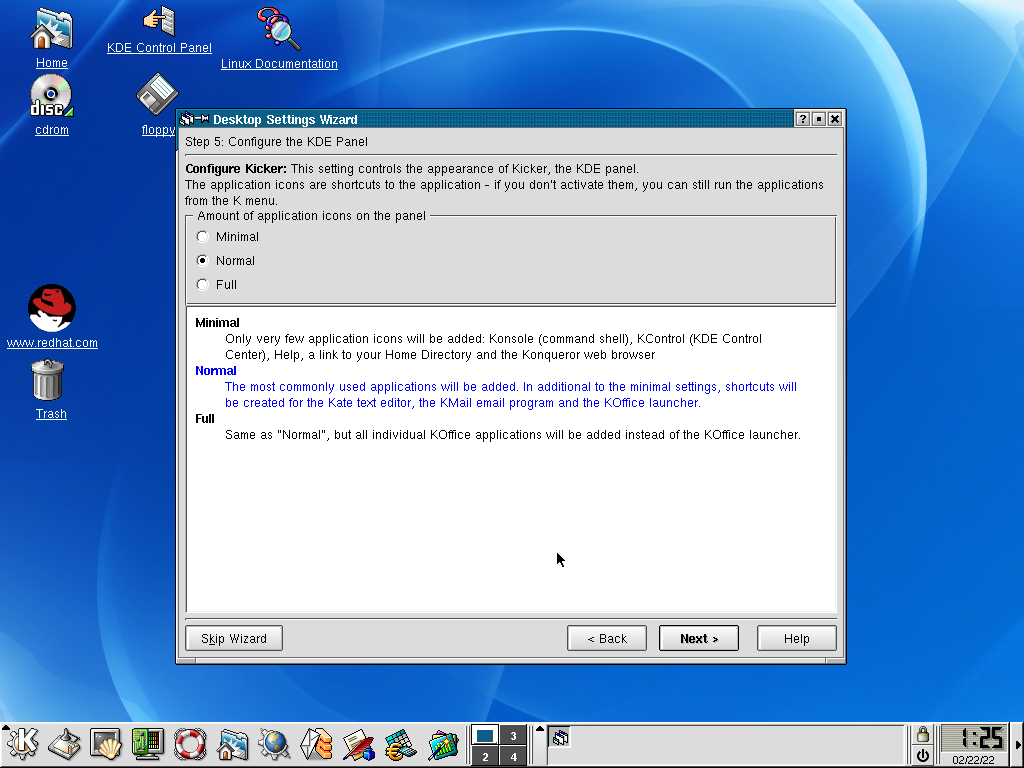 Home
KDE Control Panel
Linux Documentation
disc
cdrom
floppy
Desktop Settings Wizard
?
Step 5: Configure the KDE Panel
Configure Kicker: This setting controls the appearance of Kicker, the KDE panel.
The application icons are shortcuts to the application - if you don't activate them, you can still run the applications
from the K menu.
Amount of application icons on the panel
Minimal
Normal
Full
Minimal
Only very few application icons will be added: Konsole (command shell), KControl (KDE Control
Center), Help, a link to your Home Directory and the Konqueror web browser
Normal
The most commonly used applications will be added. In additional to the minimal settings, shortcuts will
be created for the Kate text editor, the KMail email program and the KOffice launcher.
Full
Same as "Normal", but all individual KOffice applications will be added instead of the KOffice launcher.
www.redhat.com
Trash
Skip Wizard
< Back
Next >
Help
K
3
2
4
1:25
02/22/22